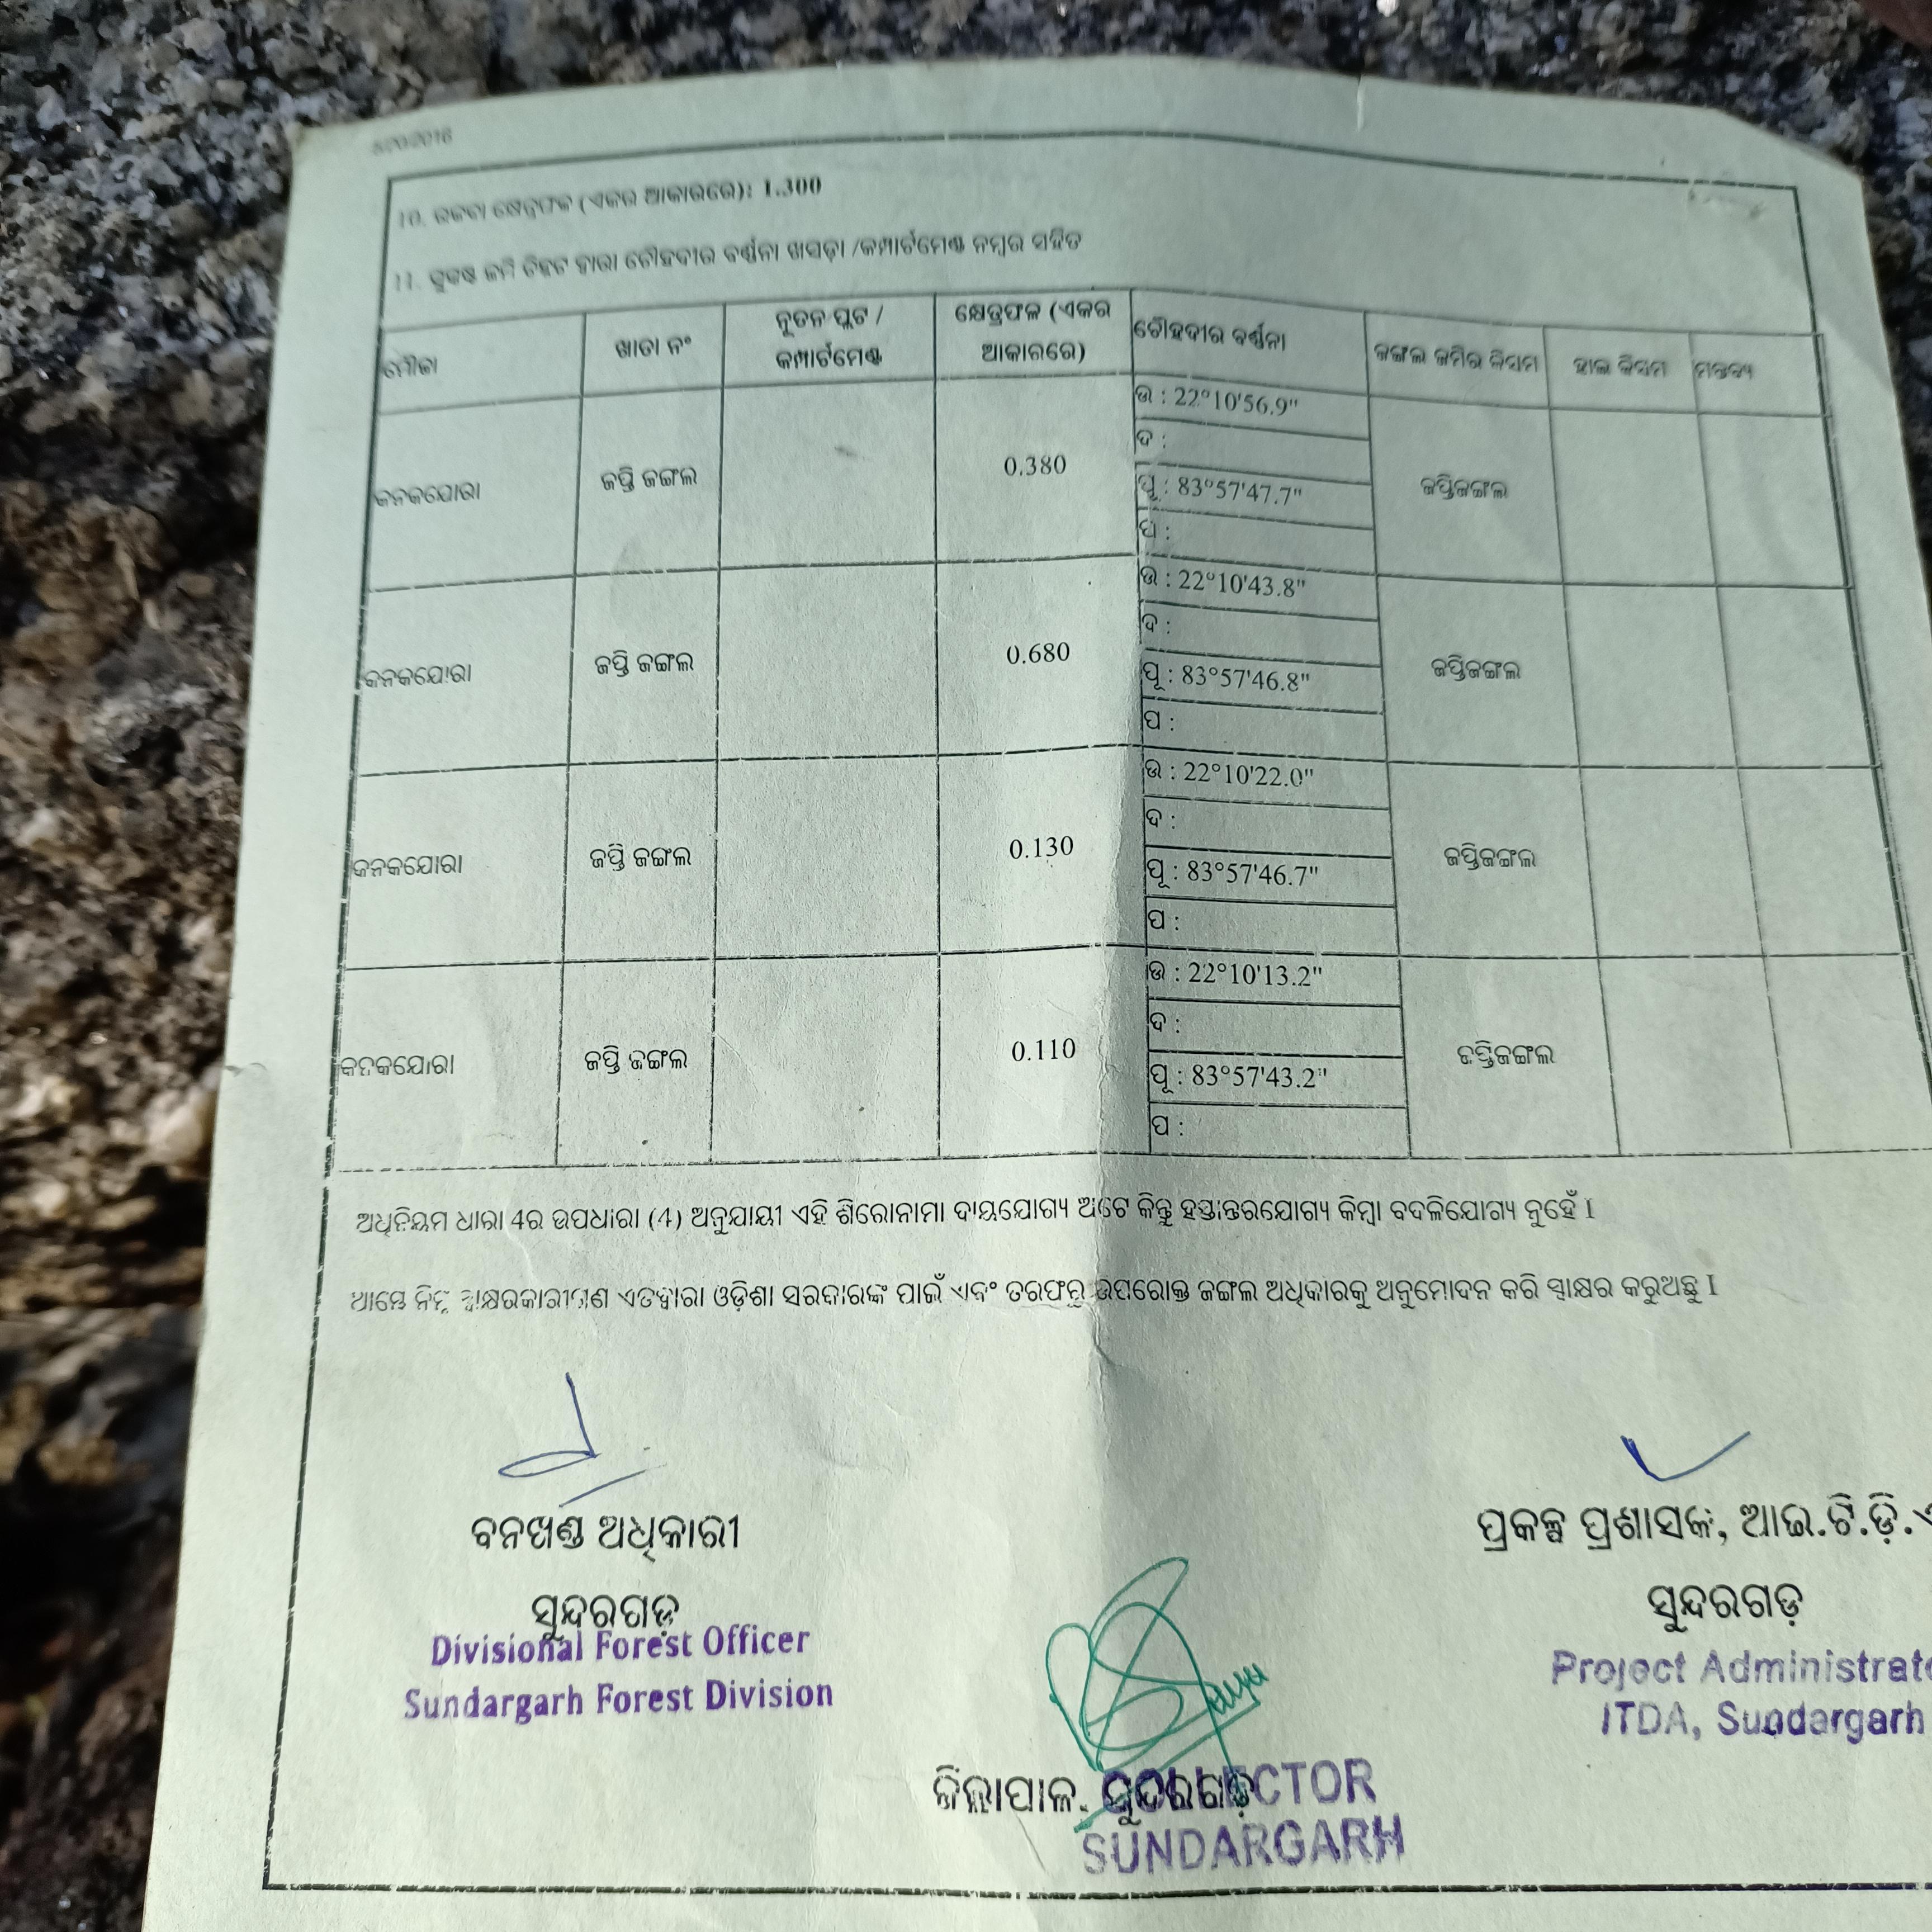 5/20/2016
10. ରକବା କ୍ଷେତ୍ରଫଳ (ଏକର ଆକାରରେ): 1.300
11. ଜମି ଚିହ୍ନଟ ଦ୍ୱାରା ଚୌହଦୀର ବର୍ଣ୍ଣନା ଖସଡ଼ା /କମ୍ପାର୍ଟମେଣ୍ଟ ନମ୍ବର ସହିତ
ମୌଜା
ଖାତା ନଂ
ନୂତନ ପ୍ଲଟ /
କମ୍ପାର୍ଟମେଣ୍ଟ
କ୍ଷେତ୍ରଫଳ (ଏକର
ଆକାରରେ)
ଚୌହଦୀର ବର୍ଣ୍ଣନା
ଜଙ୍ଗଲ ଜମିର କିସମ
ହାଲ କିସମ
ମନ୍ତବ୍ୟ
କନକଯୋରା
ଜପ୍ତି ଜଙ୍ଗଲ
0.380
ଉ : 22°10'56.9"
ଦ :
ପୂ : 83°57'47.7"
ପ :
ଜପ୍ତିଜଙ୍ଗଲ
କନକଯୋରା
ଜପ୍ତି ଜଙ୍ଗଲ
0.680
ଉ : 22°10'43.8"
ଦ :
ପୂ : 83°57'46.8"
ପ :
ଜପ୍ତିଜଙ୍ଗଲ
କନକଯୋରା
ଜପ୍ତି ଜଙ୍ଗଲ
0.130
ଉ : 22°10'22.0"
ଦ :
ପୂ : 83°57'46.7"
ପ :
ଜପ୍ତିଜଙ୍ଗଲ
କନକଯୋରା
ଜପ୍ତି ଜଙ୍ଗଲ
0.110
ଉ : 22°10'13.2"
ଦ :
ପୂ : 83°57'43.2"
ପ :
ଜପ୍ତିଜଙ୍ଗଲ
ଅଧିନିୟମ ଧାରା 4ର ଉପଧାରା (4) ଅନୁଯାୟୀ ଏହି ଶିରୋନାମା ଦାୟଯୋଗ୍ୟ ଅଟେ କିନ୍ତୁ ହସ୍ତାନ୍ତରଯୋଗ୍ୟ କିମ୍ବା ବଦଳିଯୋଗ୍ୟ ନୁହେଁ I
ଆମ୍ଭେ ନିମ୍ନ ସ୍ୱାକ୍ଷରକାରୀଗଣ ଏତଦ୍ୱାରା ଓଡ଼ିଶା ସରକାରଙ୍କ ପାଇଁ ଏବଂ ତରଫରୁ ଉପରୋକ୍ତ ଜଙ୍ଗଲ ଅଧିକାରକୁ ଅନୁମୋଦନ କରି ସ୍ୱାକ୍ଷର କରୁଅଛୁ I
ବନଖଣ୍ଡ ଅଧିକାରୀ
ସୁନ୍ଦରଗଡ଼
Divisional Forest Officer
Sundargarh Forest Division
ପ୍ରକଳ୍ପ ପ୍ରଶାସକ, ଆଇ.ଟି.ଡ଼ି.ଏ
ସୁନ୍ଦରଗଡ଼
Project Administrato
ITDA, Sundargarh
ଜିଲ୍ଲାପାଳ, ସୁନ୍ଦରଗଡ଼
COLLECTOR
SUNDARGARH